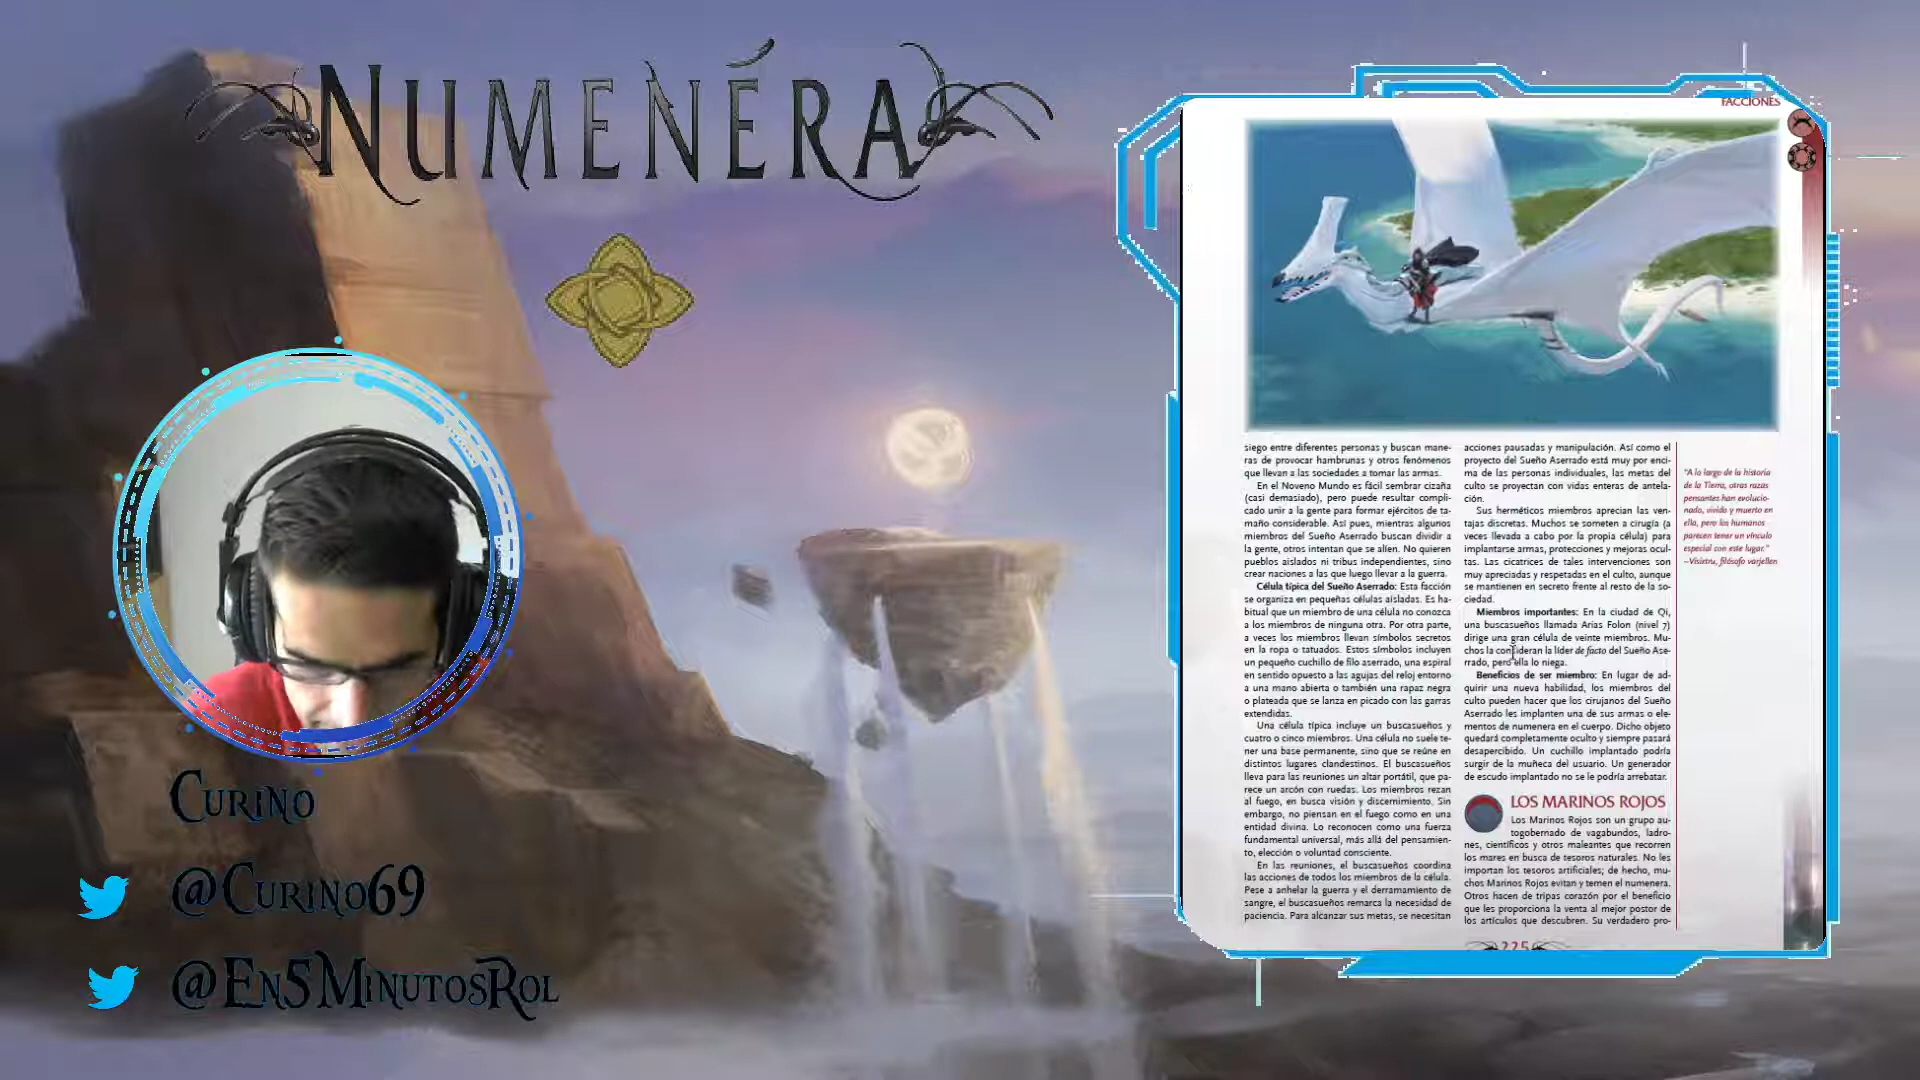 NUMENÉRA
CURINO
@CURINO69
@EN5MINUTOSROL
FACCIONES
siego entre diferentes personas y buscan mane-
ras de provocar hambrunas y otros fenómenos
que llevan a las sociedades a tomar las armas.
En el Noveno Mundo es fácil sembrar cizaña
(casi demasiado), pero puede resultar compli-
cado unir a la gente para formar ejércitos de ta-
maño considerable. Así pues, mientras algunos
miembros del Sueño Aserrado buscan dividir a
la gente, otros intentan que se alíen. No quieren
pueblos aislados ni tribus independientes, sino
crear naciones a las que luego llevar a la guerra.
Célula típica del Sueño Aserrado: Esta facción
se organiza en pequeñas células aisladas. Es ha-
bitual que un miembro de una célula no conozca
a los miembros de ninguna otra. Por otra parte,
a veces los miembros llevan símbolos secretos
en la ropa o tatuados. Estos símbolos incluyen
un pequeño cuchillo de filo aserrado, una espiral
en sentido opuesto a las agujas del reloj entorno
a una mano abierta o también una rapaz negra
o plateada que se lanza en picado con las garras
extendidas.
Una célula típica incluye un buscasueños y
cuatro o cinco miembros. Una célula no suele te-
ner una base permanente, sino que se reúne en
distintos lugares clandestinos. El buscasueños
lleva para las reuniones un altar portátil, que pa-
rece un arcón con ruedas. Los miembros rezan
al fuego, en busca visión y discernimiento. Sin
embargo, no piensan en el fuego como en una
entidad divina. Lo reconocen como una fuerza
fundamental universal, más allá del pensamien-
to, elección o voluntad consciente.
En las reuniones, el buscasueños coordina
las acciones de todos los miembros de la célula.
Pese a anhelar la guerra y el derramamiento de
sangre, el buscasueños remarca la necesidad de
paciencia. Para alcanzar sus metas, se necesitan
acciones pausadas y manipulación. Así como el
proyecto del Sueño Aserrado está muy por enci-
ma de las personas individuales, las metas del
culto se proyectan con vidas enteras de antela-
ción.
Sus herméticos miembros aprecian las ven-
tajas discretas. Muchos se someten a cirugía (a
veces llevada a cabo por la propia célula) para
implantarse armas, protecciones y mejoras ocul-
tas. Las cicatrices de tales intervenciones son
muy apreciadas y respetadas en el culto, aunque
se mantienen en secreto frente al resto de la so-
ciedad.
Miembros importantes: En la ciudad de Qi,
una buscasueños llamada Arias Folon (nivel 7)
dirige una gran célula de veinte miembros. Mu-
chos la consideran la líder de facto del Sueño Ase-
rrado, pero ella lo niega.
Beneficios de ser miembro: En lugar de ad-
quirir una nueva habilidad, los miembros del
culto pueden hacer que los cirujanos del Sueño
Aserrado les implanten una de sus armas o ele-
mentos de numenera en el cuerpo. Dicho objeto
quedará completamente oculto y siempre pasará
desapercibido. Un cuchillo implantado podría
surgir de la muñeca del usuario. Un generador
de escudo implantado no se le podría arrebatar.
LOS MARINOS ROJOS
Los Marinos Rojos son un grupo au-
togobernado de vagabundos, ladro-
nes, científicos y otros maleantes que recorren
los mares en busca de tesoros naturales. No les
importan los tesoros artificiales; de hecho, mu-
chos Marinos Rojos evitan y temen el numenera.
Otros hacen de tripas corazón por el beneficio
que les proporciona la venta al mejor postor de
los artículos que descubren. Su verdadero pro-
"A lo largo de la historia
de la Tierra, otras razas
pensantes han evolucio-
nado, vivido y muerto en
ella, pero los humanos
parecen tener un vínculo
especial con este lugar."
–Visirtru, filósofo varjellen
225